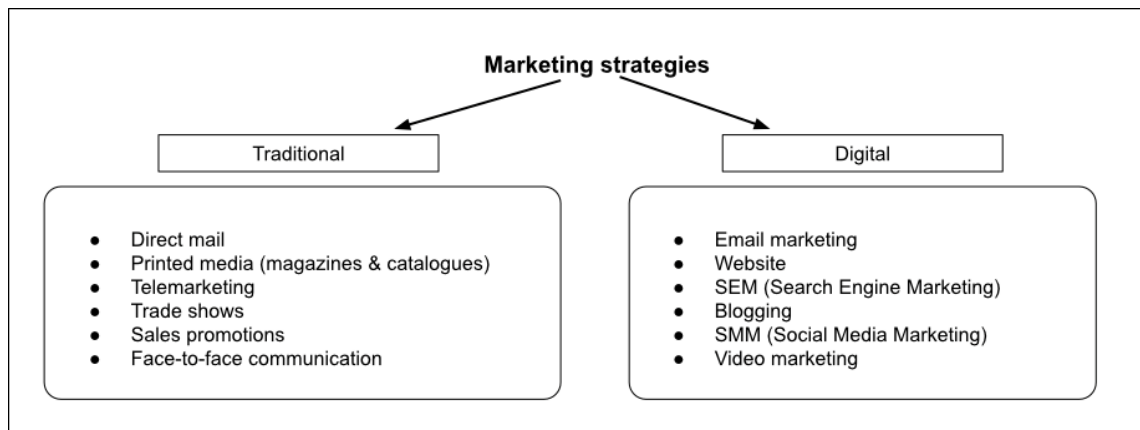 Marketing strategies
Traditional
Digital
● Direct mail
● Printed media (magazines & catalogues)
● Telemarketing
● Trade shows
● Sales promotions
● Face-to-face communication
● Email marketing
● Website
● SEM (Search Engine Marketing)
● Blogging
● SMM (Social Media Marketing)
● Video marketing